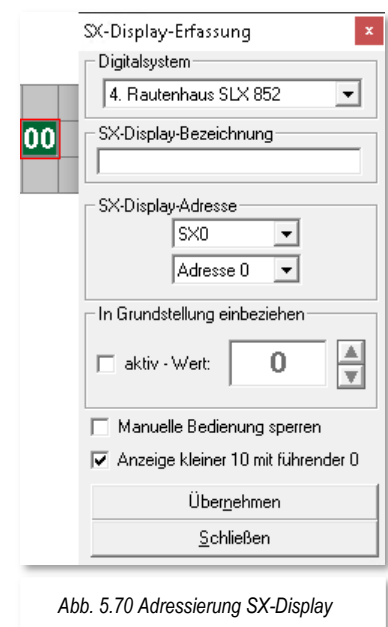 SX-Display-Erfassung
x
Digitalsystem
4. Rautenhaus SLX 852
00
SX-Display-Bezeichnung
SX-Display-Adresse
SX0
Adresse 0
In Grundstellung einbeziehen
aktiv - Wert: 0
Manuelle Bedienung sperren
Anzeige kleiner 10 mit führender 0
Übernehmen
Schließen
Abb. 5.70 Adressierung SX-Display